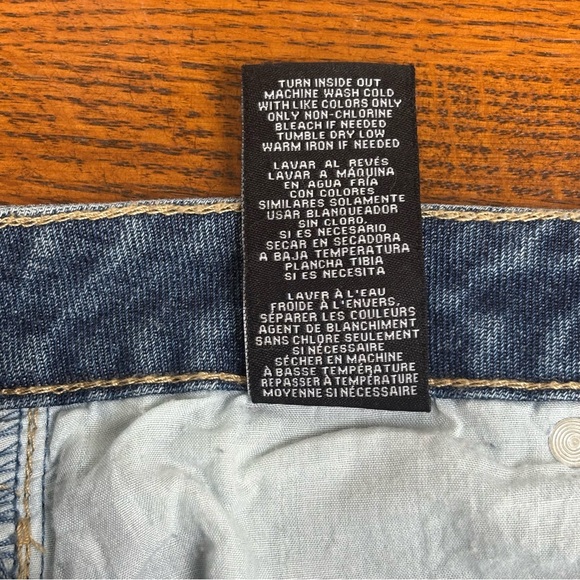 TURN INSIDE OUT
MACHINE WASH COLD
WITH LIKE COLORS ONLY
ONLY NON-CHLORINE
BLEACH IF NEEDED
TUMBLE DRY LOW
WARM IRON IF NEEDED
LAVAR AL REVÉS
LAVAR A MÁQUINA
EN AGUA FRÍA
CON COLORES
SIMILARES SOLAMENTE
USAR BLANQUEADOR
SIN CLORO,
SI ES NECESARIO
SECAR EN SECADORA
A BAJA TEMPERATURA
PLANCHA TIBIA
SI ES NECESITA
LAVER À L'EAU
FROIDE À L'ENVERS,
SÉPARER LES COULEURS
AGENT DE BLANCHIMENT
SANS CHLORE SEULEMENT
SI NÉCESSAIRE
SÉCHER EN MACHINE
À BASSE TEMPÉRATURE
REPASSER À TEMPÉRATURE
MOYENNE SI NÉCESSAIRE